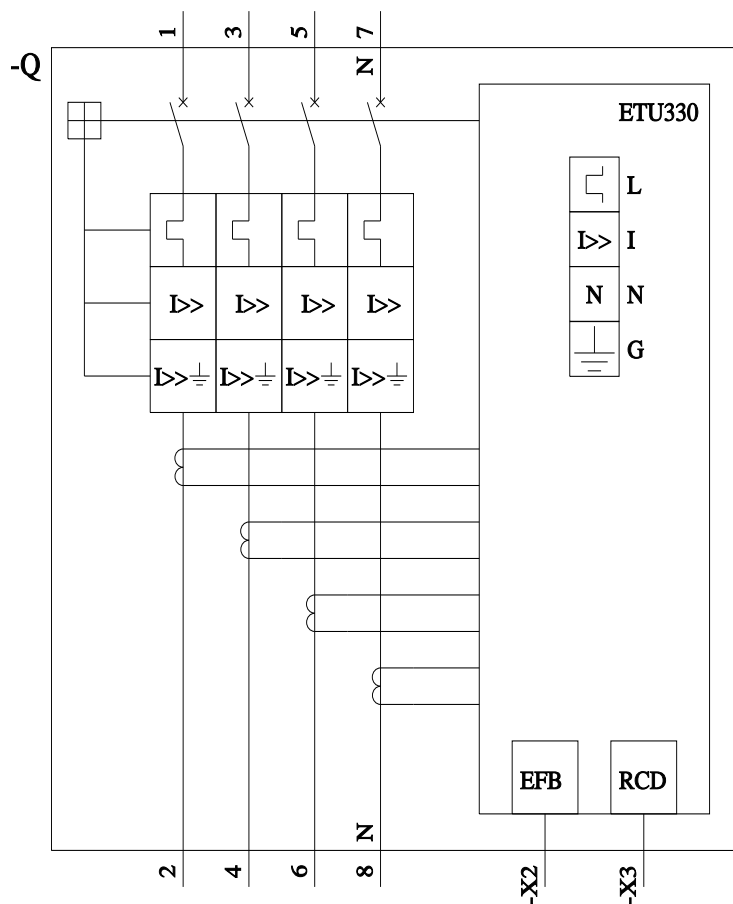 1 3 5 7
N
-Q
ETU330
L
I>> I
N N
G
I>> I>> I>> I>>
I>> I>> I>> I>>
EFB RCD
N
2 4 6 8
-X2 -X3